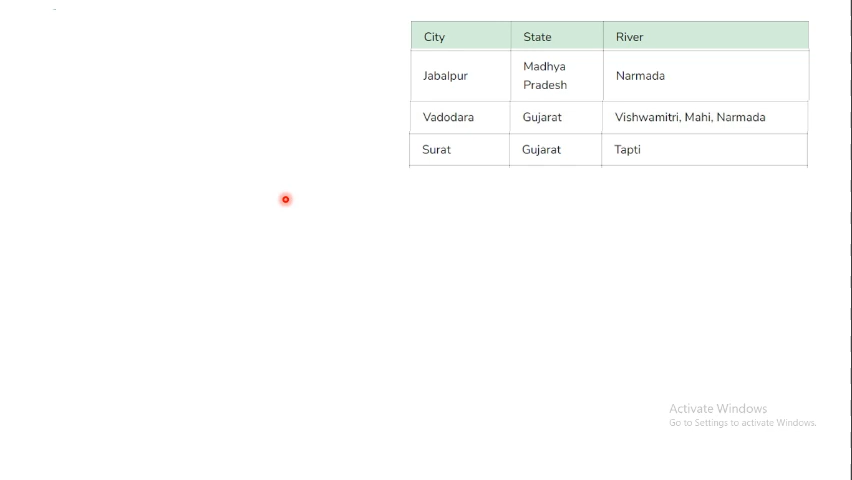 City State River
Jabalpur Madhya Pradesh Narmada
Vadodara Gujarat Vishwamitri, Mahi, Narmada
Surat Gujarat Tapti
Activate Windows
Go to Settings to activate Windows.